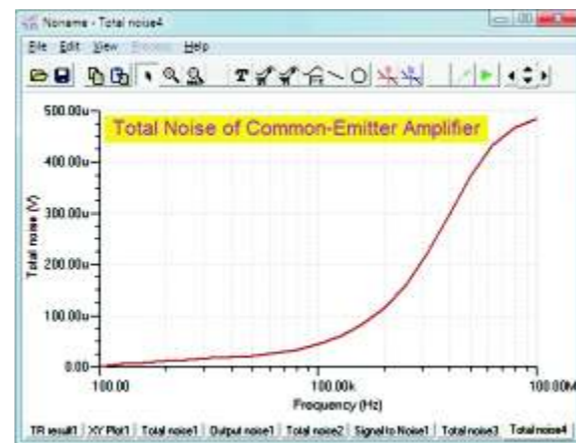 Noname - Total noise4
File Edit View Process Help
T
Total Noise of Common-Emitter Amplifier
500.00u
400.00u
300.00u
200.00u
100.00u
0.00
Total noise (V)
100.00 100.00k 100.00M
Frequency (Hz)
TR result1 XY Plot1 Total noise1 Output noise1 Total noise2 Signal to Noise1 Total noise3 Total noise4